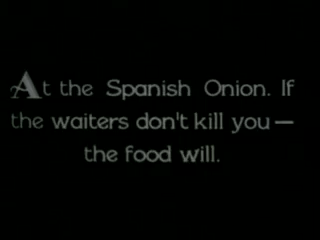 At the Spanish Onion. If
the waiters don't kill you—
the food will.